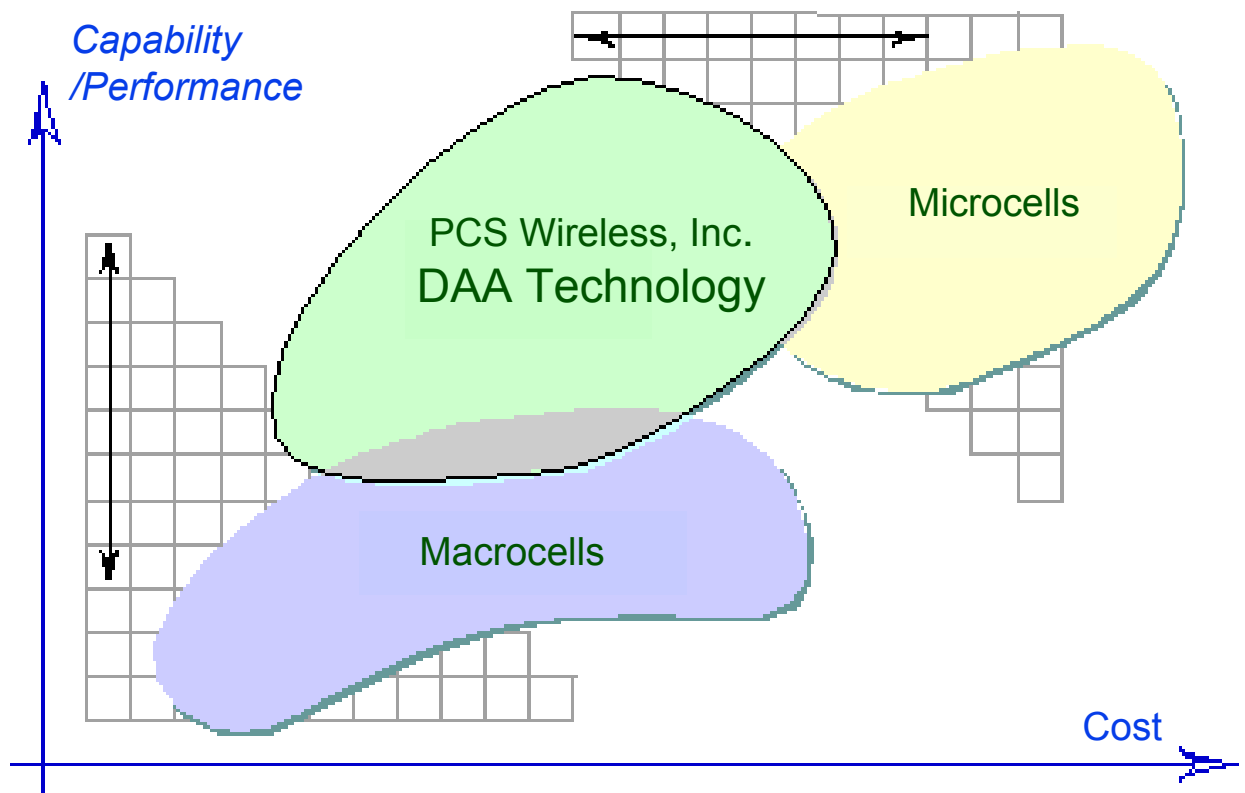 Capability
/Performance
Microcells
PCS Wireless, Inc.
DAA Technology
Macrocells
Cost